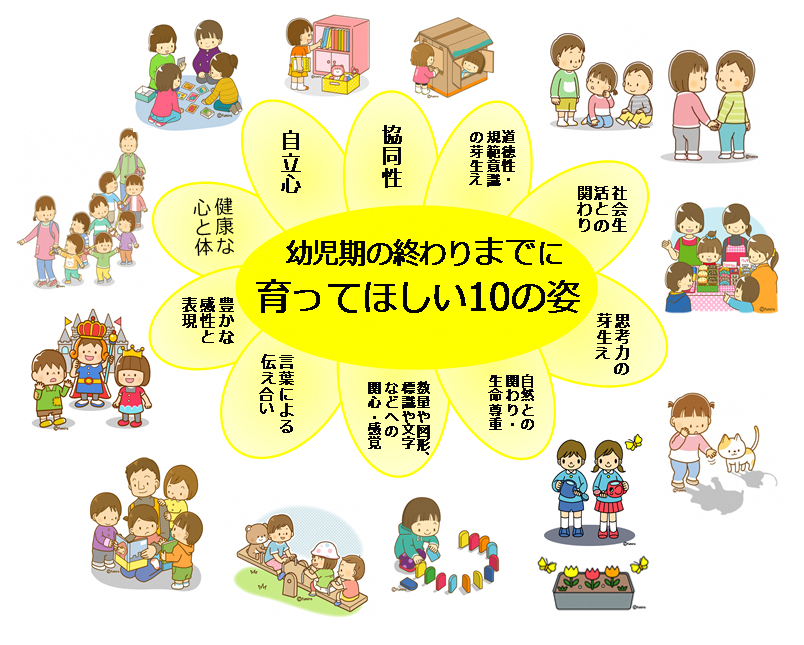 幼児期の終わりまでに
育ってほしい10の姿
健康な
心と体
自立心
協同性
道徳性・
規範意識
の芽生え
社会生
活との
関わり
思考力の
芽生え
自然との
関わり・
生命尊重
数量や図形、
標識や文字
などへの
関心・感覚
言葉による
伝え合い
豊かな
感性と
表現